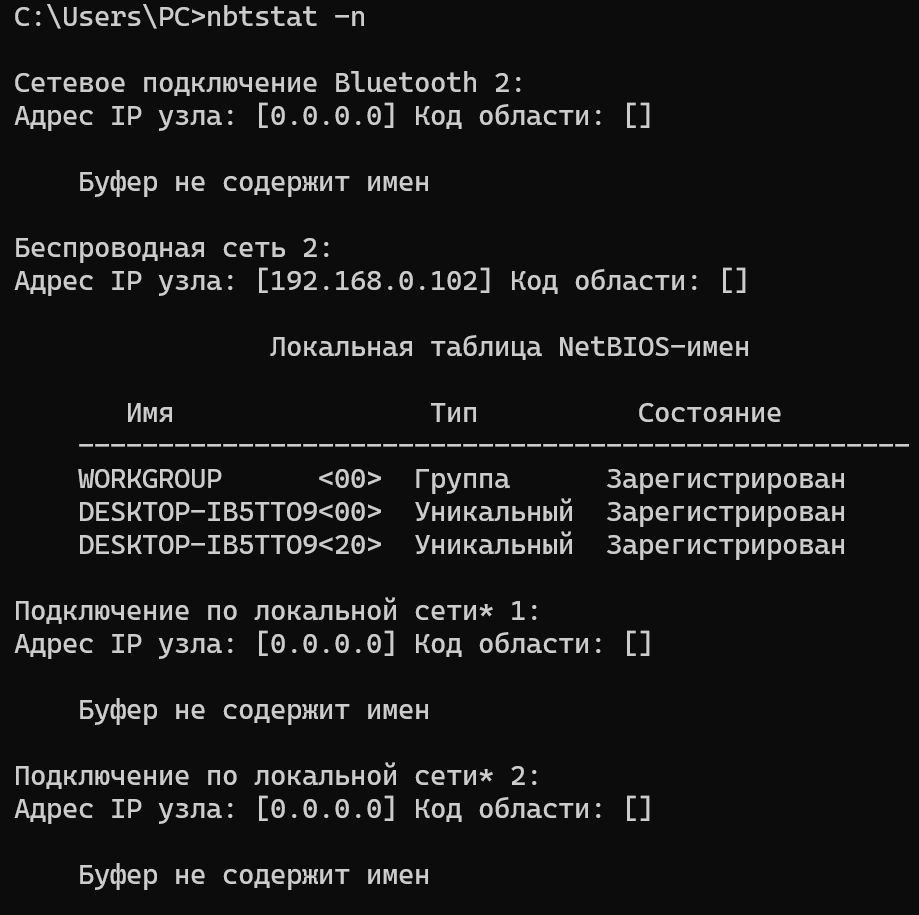 C:\Users\PC>nbtstat -n
Сетевое подключение Bluetooth 2:
Адрес IP узла: [0.0.0.0] Код области: []
Буфер не содержит имен
Беспроводная сеть 2:
Адрес IP узла: [192.168.0.102] Код области: []
Локальная таблица NetBIOS-имен
Имя Тип Состояние
----------------------------------------------------
WORKGROUP <00> Группа Зарегистрирован
DESKTOP-IB5TTO9<00> Уникальный Зарегистрирован
DESKTOP-IB5TTO9<20> Уникальный Зарегистрирован
Подключение по локальной сети* 1:
Адрес IP узла: [0.0.0.0] Код области: []
Буфер не содержит имен
Подключение по локальной сети* 2:
Адрес IP узла: [0.0.0.0] Код области: []
Буфер не содержит имен